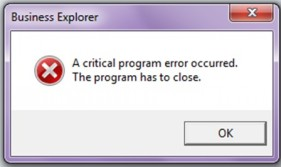 Business Explorer
A critical program error occurred.
The program has to close.
OK